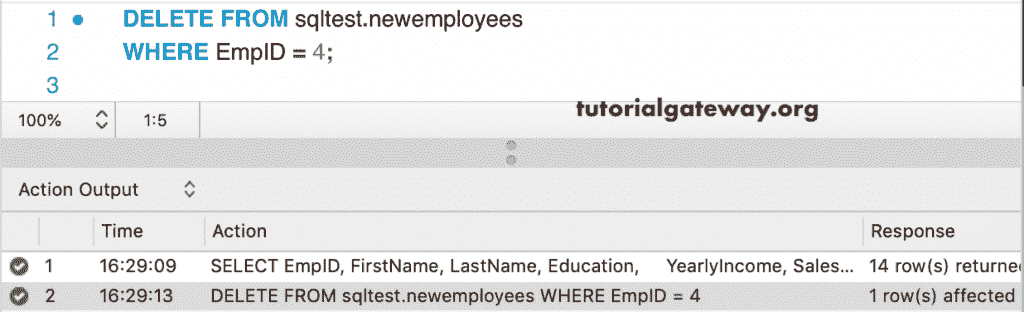 1 DELETE FROM sqltest.newemployees
2 WHERE EmpID = 4;
3
tutorialgateway.org
100% 1:5
Action Output
Time Action Response
1 16:29:09 SELECT EmpID, FirstName, LastName, Education, YearlyIncome, Sales... 14 row(s) returne
2 16:29:13 DELETE FROM sqltest.newemployees WHERE EmpID = 4 1 row(s) affected